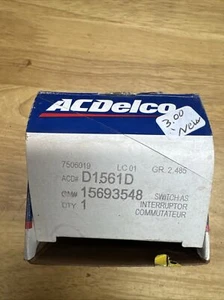 ACDelco
3.00
New
7506019 LC 01 GR. 2.485
ACD# D1561D
GM# 15693548 SWITCH AS
QTY 1 INTERRUPTOR
COMMUTATEUR